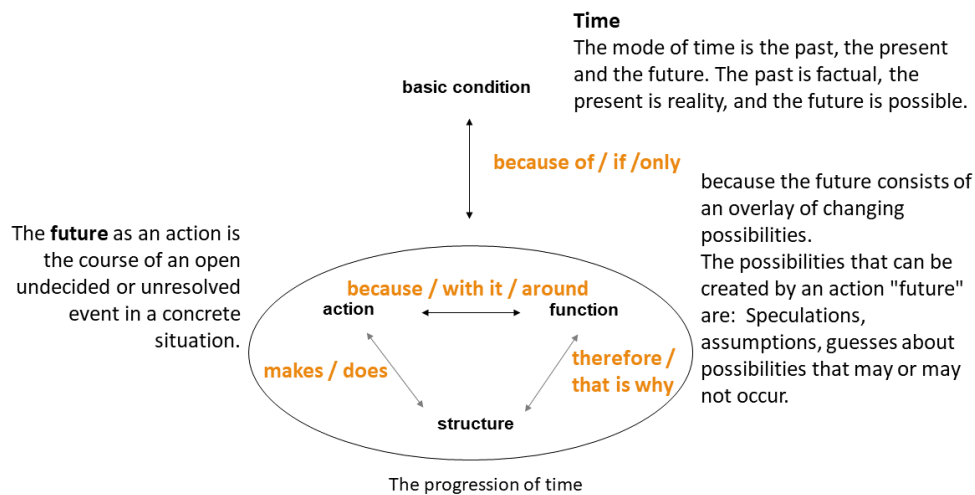 Time
The mode of time is the past, the present
and the future. The past is factual, the
present is reality, and the future is possible.
basic condition
because of / if /only
because the future consists of
an overlay of changing
possibilities.
The possibilities that can be
created by an action "future"
are:  Speculations,
assumptions, guesses about
possibilities that may or may
not occur.
The future as an action is
the course of an open
undecided or unresolved
event in a concrete
situation.
because / with it / around
action
function
makes / does
therefore /
that is why
structure
The progression of time